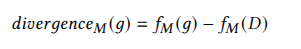 divergence_M(g) = f_M(g) − f_M(D)